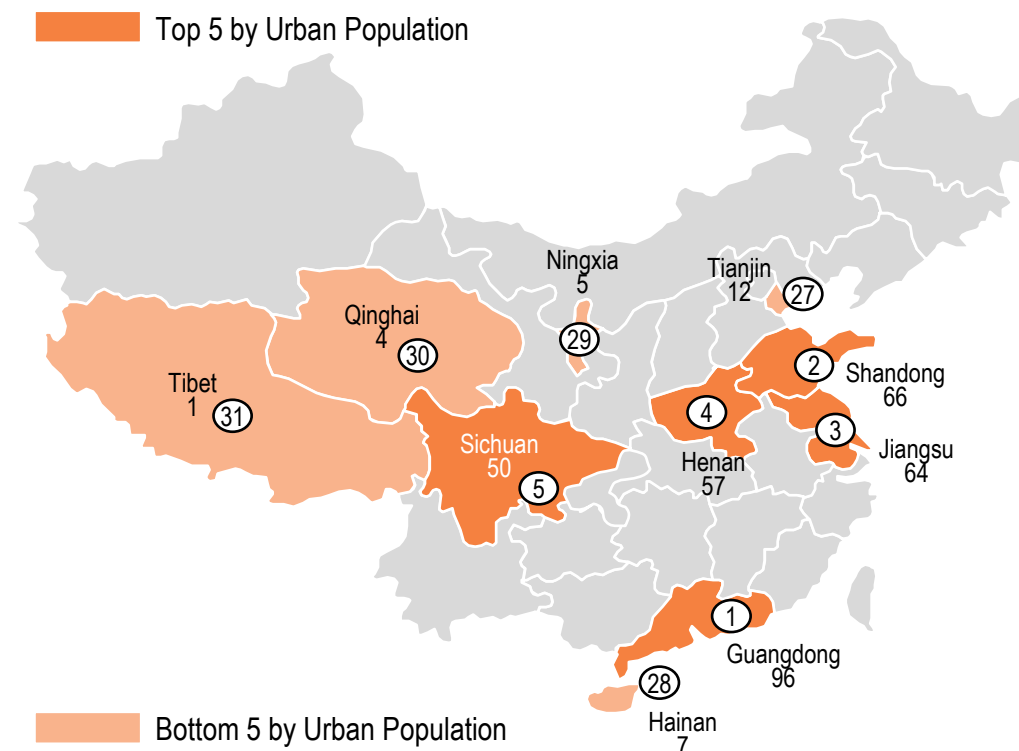 Top 5 by Urban Population
Ningxia
5
Tianjin
12
27
Qinghai
4
30
29
2
Shandong
66
Tibet
1
31
4
3
Sichuan
50
5
Henan
57
Jiangsu
64
1
Guangdong
96
28
Hainan
7
Bottom 5 by Urban Population